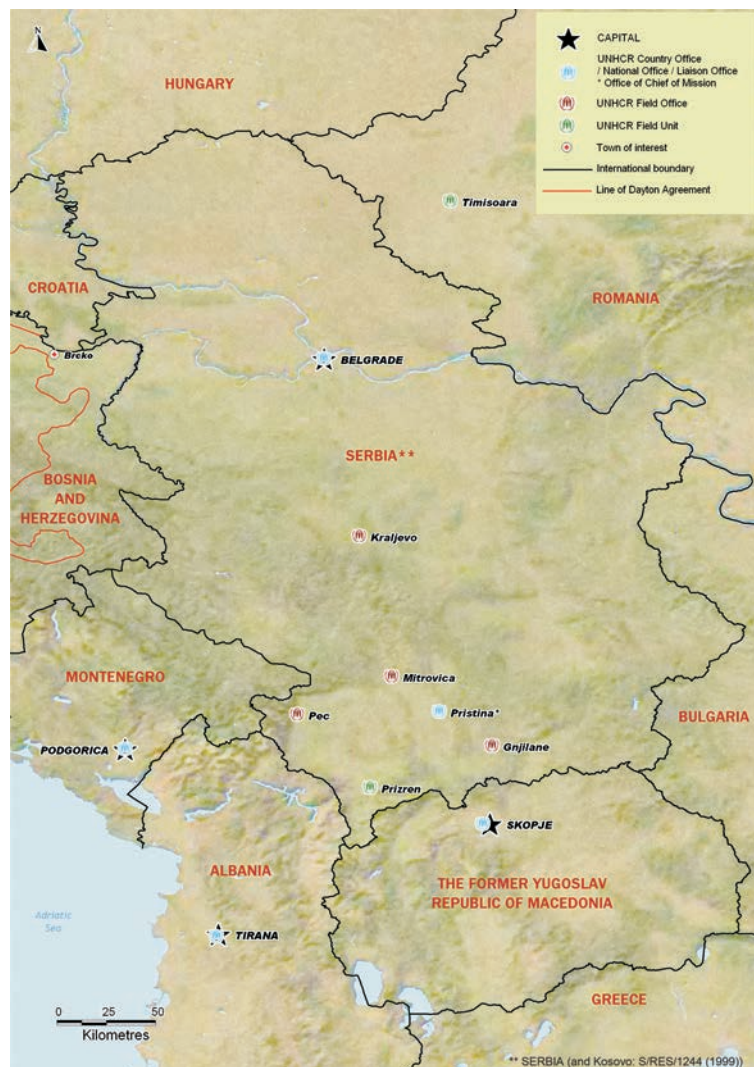 N
CAPITAL
UNHCR Country Office
/ National Office / Liaison Office
* Office of Chief of Mission
UNHCR Field Office
UNHCR Field Unit
Town of interest
International boundary
Line of Dayton Agreement
HUNGARY
Timisoara
CROATIA
ROMANIA
Brcko
BELGRADE
SERBIA**
BOSNIA
AND
HERZEGOVINA
Kraljevo
MONTENEGRO
Mitrovica
Pec
Pristina*
BULGARIA
PODGORICA
Gnjilane
Prizren
SKOPJE
ALBANIA
THE FORMER YUGOSLAV
REPUBLIC OF MACEDONIA
Adriatic
Sea
TIRANA
GREECE
0 25 50
Kilometres
** SERBIA (and Kosovo: S/RES/1244 (1999))